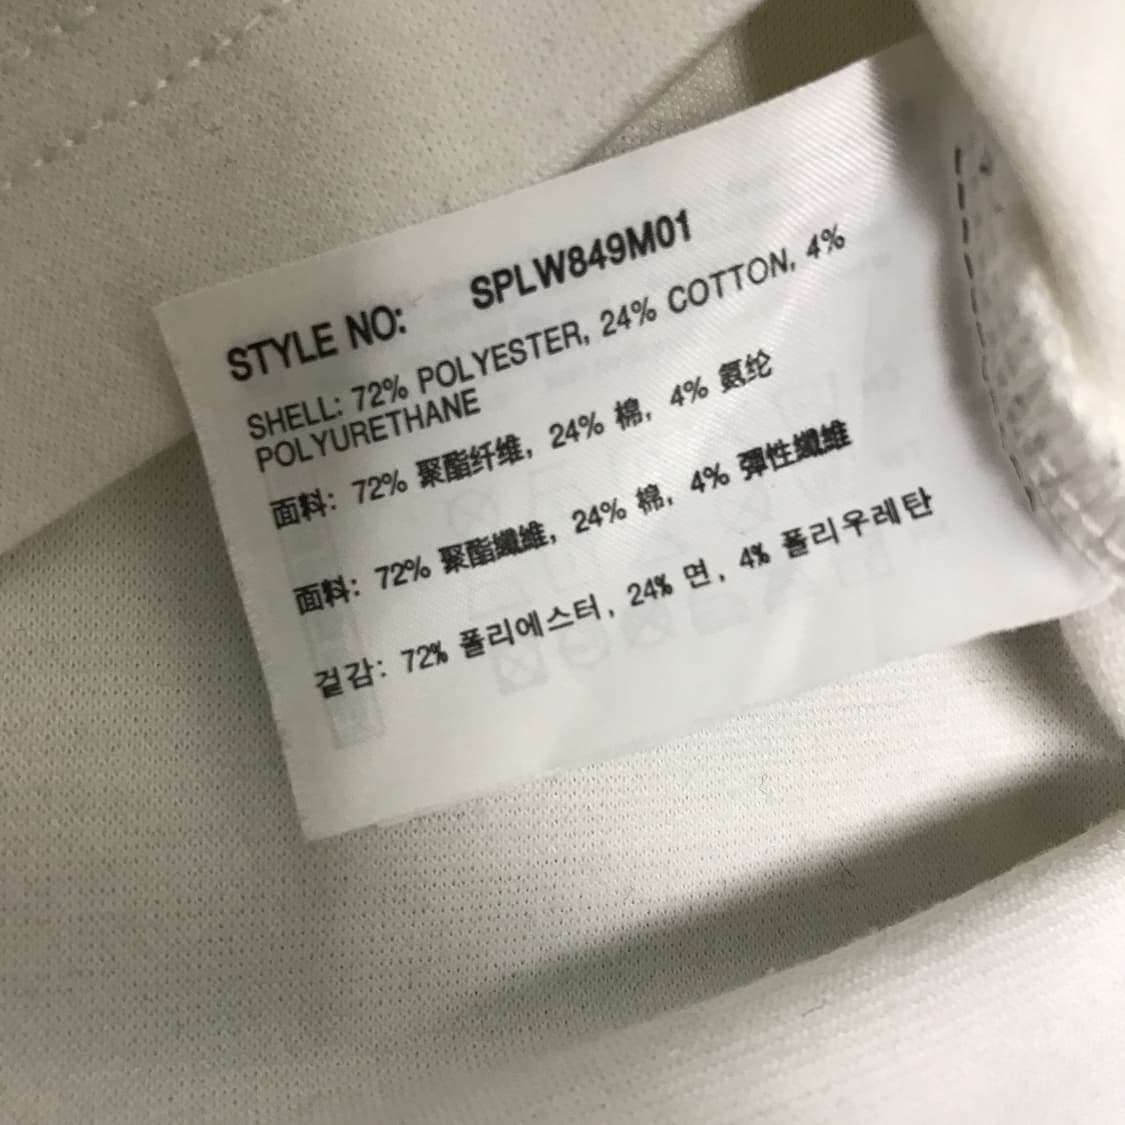 STYLE NO: SPLW849M01
SHELL: 72% POLYESTER, 24% COTTON, 4%
POLYURETHANE
面料: 72% 聚酯纤维, 24% 棉, 4% 氨纶
面料: 72% 聚酯纖維, 24% 棉, 4% 彈性纖維
겉감: 72% 폴리에스터, 24% 면, 4% 폴리우레탄